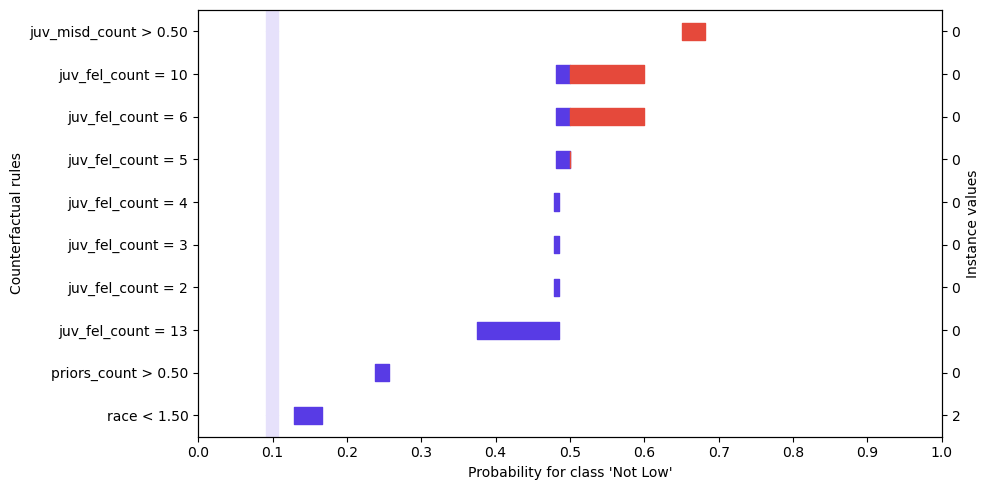 juv_misd_count > 0.50 0
juv_fel_count = 10 0
juv_fel_count = 6 0
juv_fel_count = 5 0
juv_fel_count = 4 0
juv_fel_count = 3 0
juv_fel_count = 2 0
juv_fel_count = 13 0
priors_count > 0.50 0
race < 1.50 2
Counterfactual rules
Instance values
0.0 0.1 0.2 0.3 0.4 0.5 0.6 0.7 0.8 0.9 1.0
Probability for class 'Not Low'